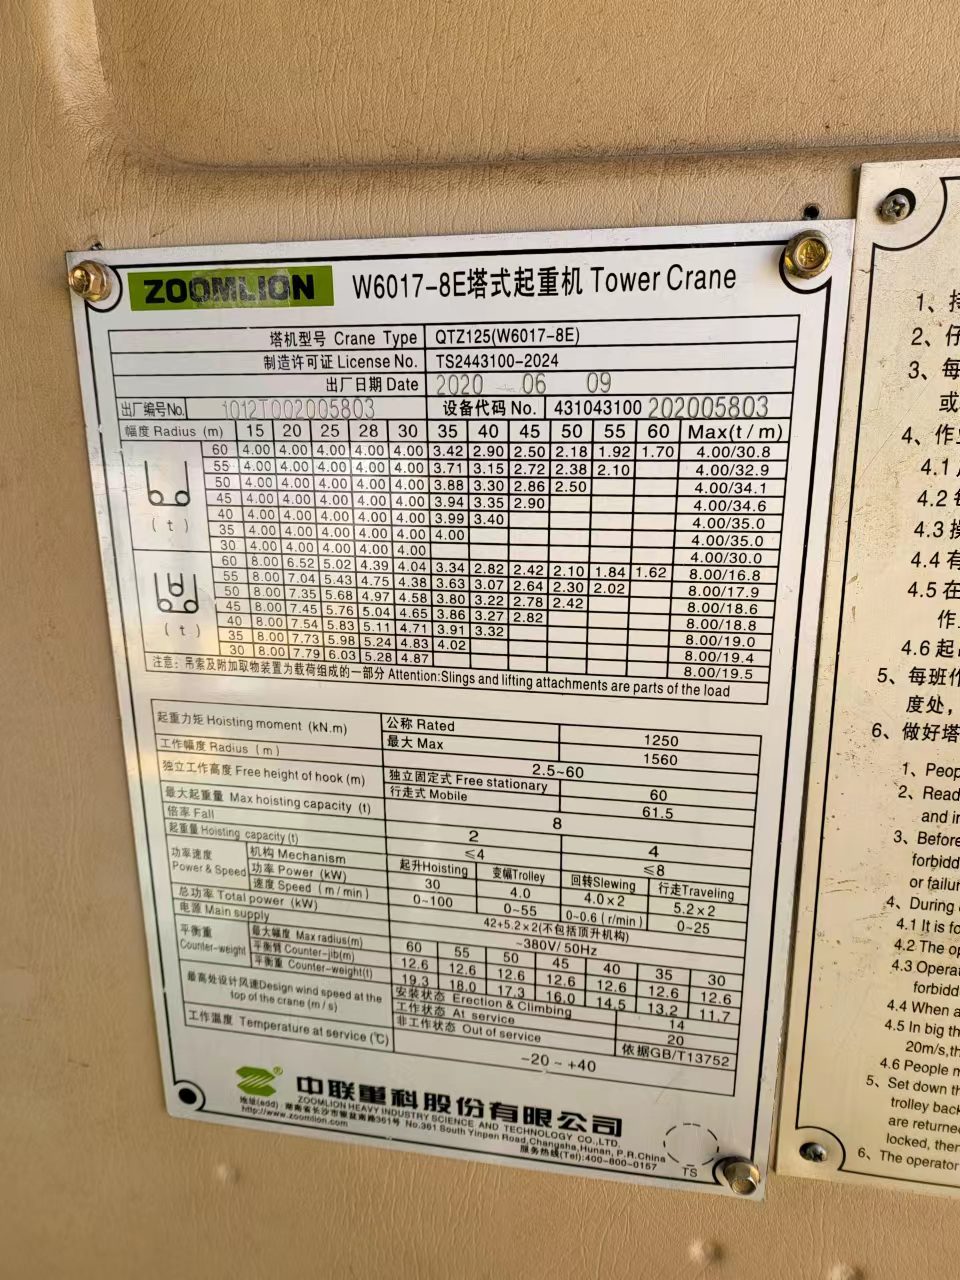 ZOOMLION W6017-8E塔式起重机 Tower Crane
塔机型号 Crane Type QTZ125(W6017-8E)
制造许可证 License No. TS2443100-2024
出厂日期 Date 2020 06 09
出厂编号No. 1012T002005803 设备代码 No. 431043100 202005803
幅度 Radius (m) 15 20 25 28 30 35 40 45 50 55 60 Max(t/m)
60 4.00 4.00 4.00 4.00 4.00 3.42 2.90 2.50 2.18 1.92 1.70 4.00/30.8
55 4.00 4.00 4.00 4.00 4.00 3.71 3.15 2.72 2.38 2.10 4.00/32.9
50 4.00 4.00 4.00 4.00 4.00 3.88 3.30 2.86 2.50 4.00/34.1
45 4.00 4.00 4.00 4.00 4.00 3.94 3.35 2.90 4.00/34.6
40 4.00 4.00 4.00 4.00 4.00 3.99 3.40 4.00/35.0
(t) 35 4.00 4.00 4.00 4.00 4.00 4.00 4.00/35.0
30 4.00 4.00 4.00 4.00 4.00 4.00/30.0
60 8.00 6.52 5.02 4.39 4.04 3.34 2.82 2.42 2.10 1.84 1.62 8.00/16.8
55 8.00 7.04 5.43 4.75 4.38 3.63 3.07 2.64 2.30 2.02 8.00/17.9
50 8.00 7.35 5.68 4.97 4.58 3.80 3.22 2.78 2.42 8.00/18.6
45 8.00 7.45 5.76 5.04 4.65 3.86 3.27 2.82 8.00/18.8
40 8.00 7.54 5.83 5.11 4.71 3.91 3.32 8.00/19.0
(t) 35 8.00 7.73 5.98 5.24 4.83 4.02 8.00/19.4
30 8.00 7.79 6.03 5.28 4.87 8.00/19.5
注意：吊索及附加取物装置为载荷组成的一部分 Attention:Slings and lifting attachments are parts of the load
起重力矩 Hoisting moment (kN.m) 公称 Rated 1250
最大 Max 1560
工作幅度 Radius (m) 2.5~60
独立工作高度 Free height of hook (m) 独立固定式 Free stationary 60
行走式 Mobile 61.5
最大起重量 Max hoisting capacity (t) 8
倍率 Fall 2 4
起重量 Hoisting capacity (t) ≤4 ≤8
功率速度 Power & Speed 机构 Mechanism 起升Hoisting 变幅Trolley 回转Slewing 行走Traveling
功率 Power (kW) 30 4.0 4.0×2 5.2×2
速度 Speed (m/min) 0~100 0~55 0~0.6 (r/min) 0~25
总功率 Total power (kW) 42+5.2×2(不包括顶升机构)
电源 Main supply ~380V/ 50Hz
平衡重 Counter-weight 最大幅度 Max radius(m) 60 55 50 45 40 35 30
平衡臂 Counter-jib(m) 12.6 12.6 12.6 12.6 12.6 12.6 12.6
平衡重 Counter-weight(t) 19.3 18.0 17.3 16.0 14.5 13.2 11.7
最高处设计风速Design wind speed at the top of the crane (m/s) 安装状态 Erection & Climbing 14
工作状态 At service 20
非工作状态 Out of service 依据GB/T13752
工作温度 Temperature at service (℃) -20 ~ +40
中联重科股份有限公司
ZOOMLION HEAVY INDUSTRY SCIENCE AND TECHNOLOGY CO.,LTD.
地址(add): 湖南省长沙市银盆南路361号 No.361 South Yinpen Road,Changsha,Hunan, P.R.China
http://www.zoomlion.com 服务热线(Tel):400-800-0157
TS
1、持
2、仔
3、每
或
4、作
4.1
4.2 每
4.3 操
4.4 有
4.5 在
作
4.6 起
5、每班作
度处，
6、做好塔
1、Peop
2、Read
and in
3、Before
forbidd
or failur
4、During
4.1 It is fo
4.2 The op
4.3 Operat
forbidd
4.4 When a
4.5 In big th
20m/s,th
4.6 People m
5、Set down th
trolley back
are returned
locked, then
6、The operator